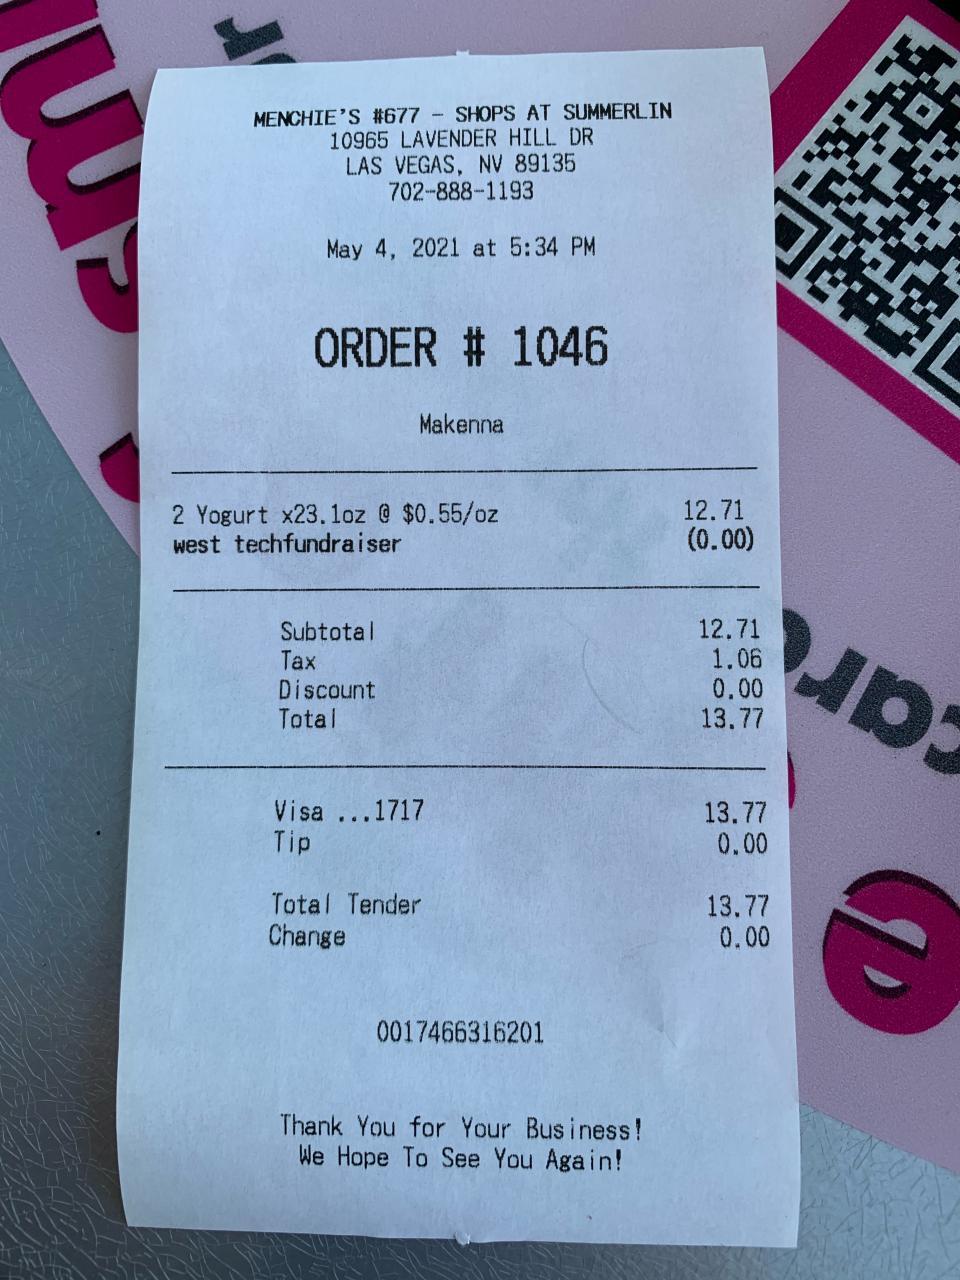 MENCHIE'S #677 - SHOPS AT SUMMERLIN
10965 LAVENDER HILL DR
LAS VEGAS, NV 89135
702-888-1193
May 4, 2021 at 5:34 PM
ORDER # 1046
Makenna
2 Yogurt x23.1oz @ $0.55/oz 12.71
west techfundraiser (0.00)
Subtotal 12.71
Tax 1.06
Discount 0.00
Total 13.77
Visa ...1717 13.77
Tip 0.00
Total Tender 13.77
Change 0.00
0017466316201
Thank You for Your Business!
We Hope To See You Again!